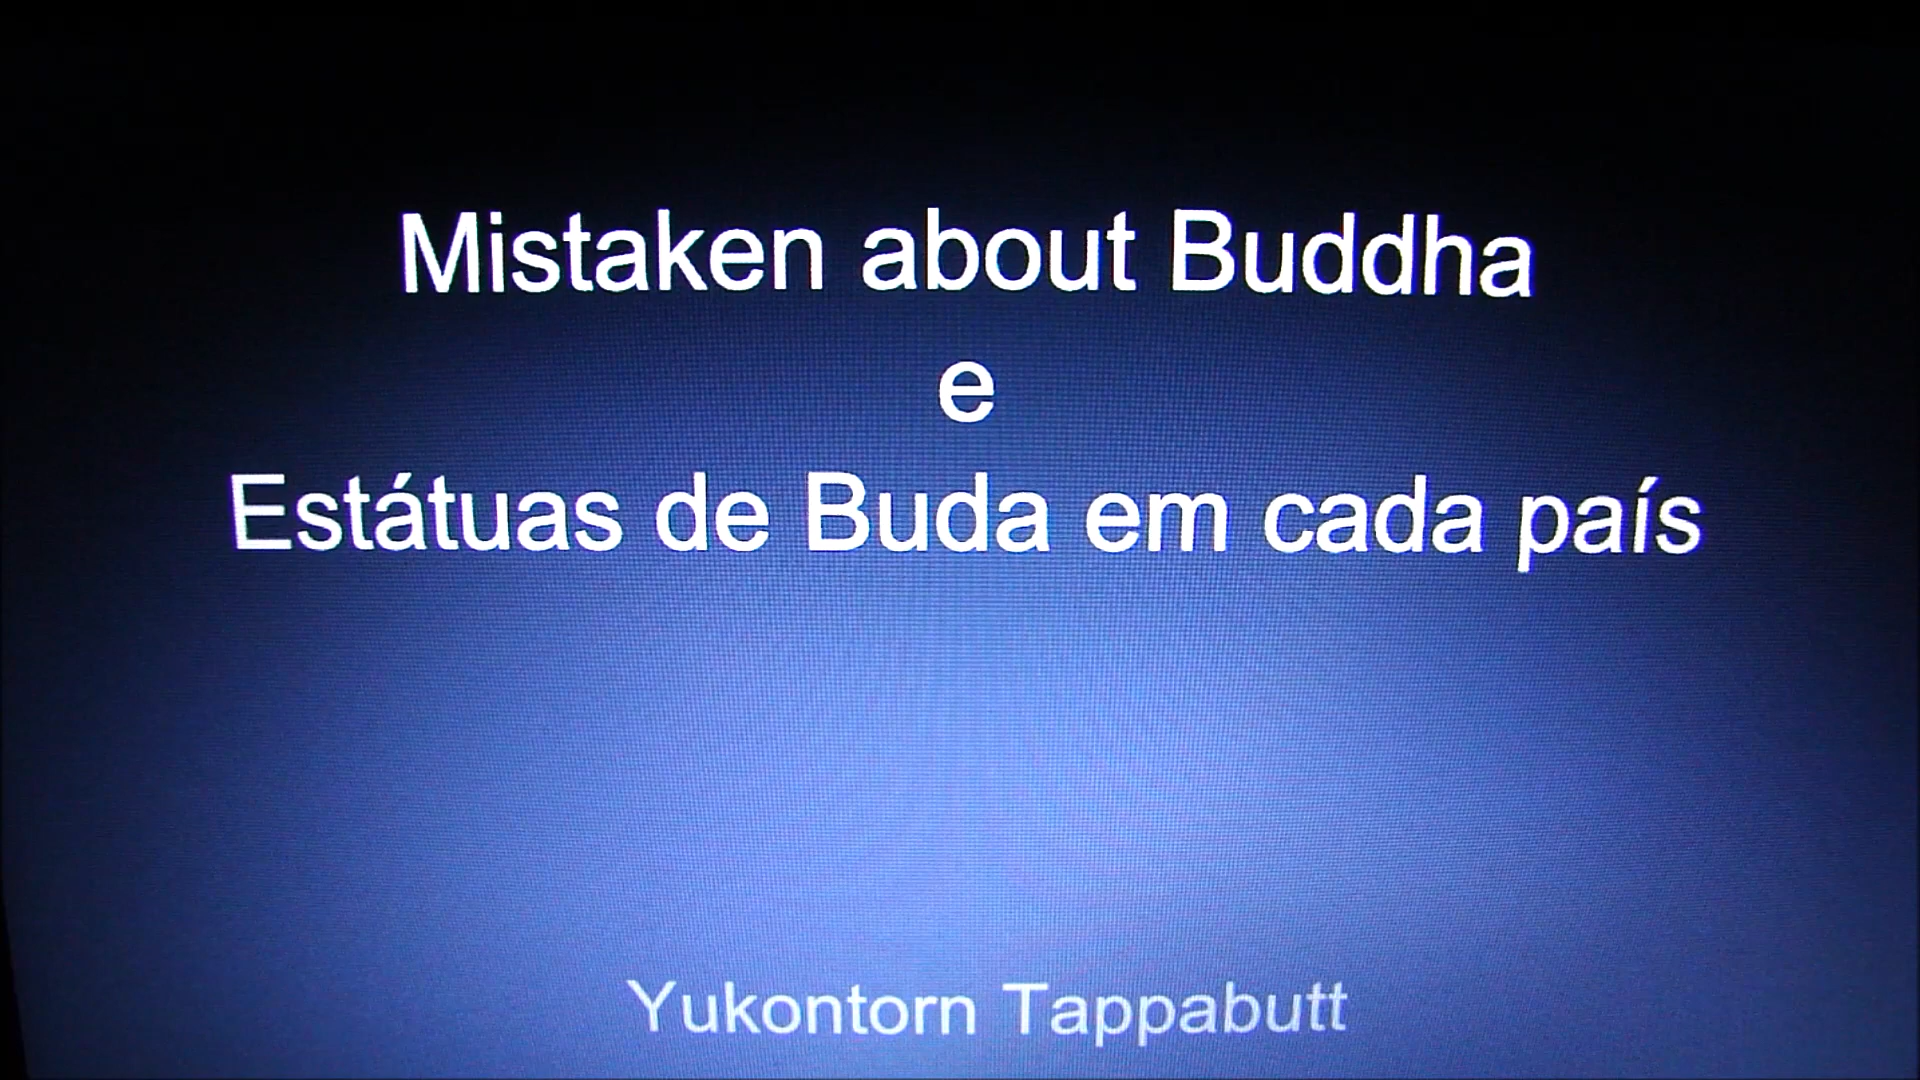 Mistaken about Buddha
e
Estátuas de Buda em cada país
Yukontorn Tappabutt